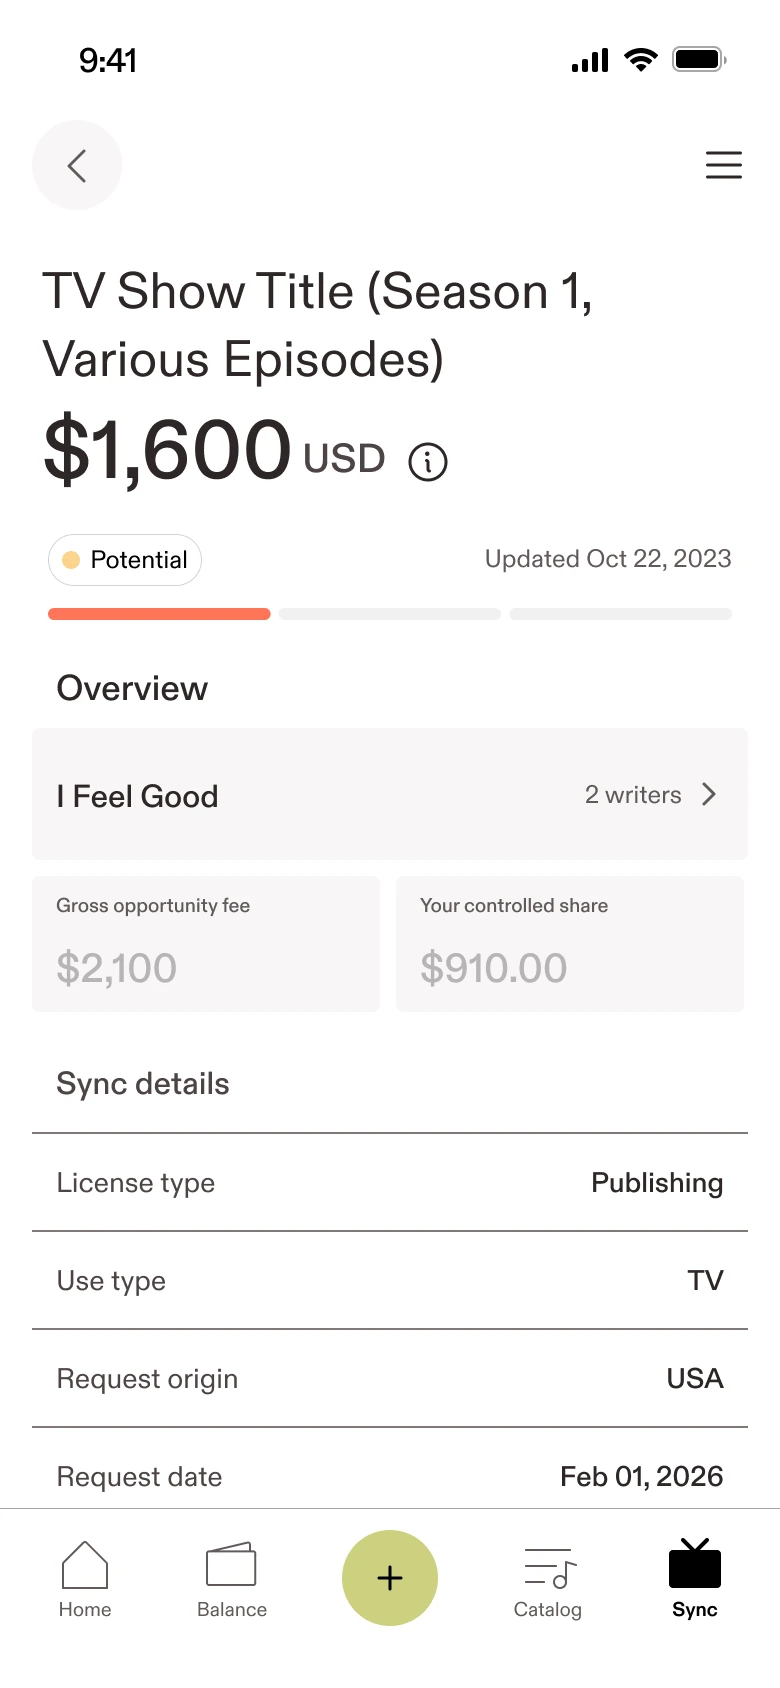 9:41
TV Show Title (Season 1,
Various Episodes)
$1,600 USD
Potential
Updated Oct 22, 2023
Overview
I Feel Good
2 writers
Gross opportunity fee
Your controlled share
$2,100
$910.00
Sync details
License type
Publishing
Use type
TV
Request origin
USA
Request date
Feb 01, 2026
Home
Balance
Catalog
Sync